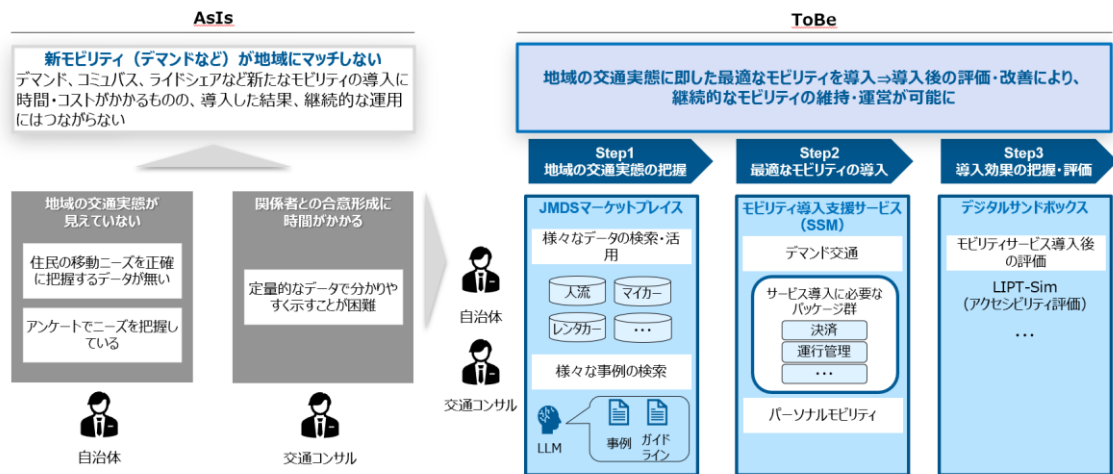 AsIs
新モビリティ（デマンドなど）が地域にマッチしない
デマンド、コミュバス、ライドシェアなど新たなモビリティの導入に
時間・コストがかかるものの、導入した結果、継続的な運用
にはつながらない
地域の交通実態が
見えていない
住民の移動ニーズを正確
に把握するデータが無い
アンケートでニーズを把握し
ている
自治体
関係者との合意形成に
時間がかかる
定量的なデータで分かりや
すく示すことが困難
交通コンサル
自治体
交通コンサル
ToBe
地域の交通実態に即した最適なモビリティを導入⇒導入後の評価・改善により、
継続的なモビリティの維持・運営が可能に
Step1
地域の交通実態の把握
JMDSマーケットプレイス
様々なデータの検索・活
用
人流
マイカー
レンタカー
･･･
様々な事例の検索
LLM
事例
ガイド
ライン
Step2
最適なモビリティの導入
モビリティ導入支援サービス
（SSM）
デマンド交通
サービス導入に必要な
パッケージ群
決済
運行管理
･･･
パーソナルモビリティ
Step3
導入効果の把握・評価
デジタルサンドボックス
モビリティサービス導入後
の評価
LIPT-Sim
（アクセシビリティ評価）
…